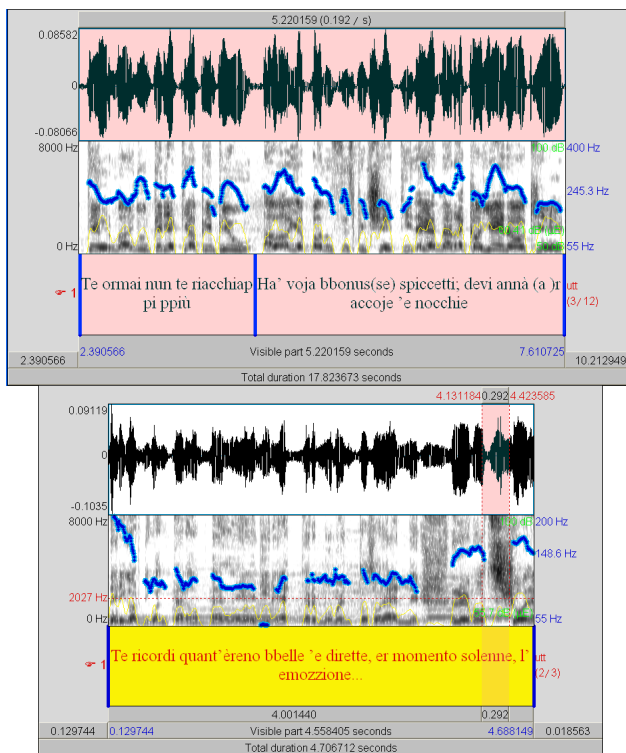 5.220159 (0.192 / s)
0.08582
0
-0.08066
8000 Hz
400 Hz
245.3 Hz
0 Hz
55 Hz
1
Te ormai nun te riacchiap
pi ppiù
Ha' voja bbonus(se) spiccetti; devi annà (a )r
accoje 'e nocchie
utt
(3/12)
2.390566
2.390566
Visible part 5.220159 seconds
7.610725
10.212949
Total duration 17.823673 seconds
4.131184
0.292
4.423585
0.09119
0
-0.1035
8000 Hz
200 Hz
148.6 Hz
2027 Hz
0 Hz
55 Hz
1
Te ricordi quant'èreno bbelle 'e dirette, er momento solenne, l'
emozzione...
utt
(2/3)
4.001440
0.292
0.129744
0.129744
Visible part 4.558405 seconds
4.688149
0.018563
Total duration 4.706712 seconds